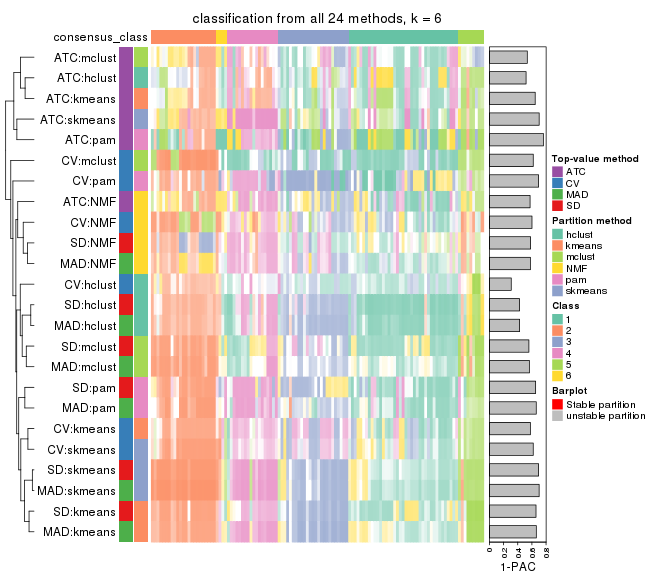 classification from all 24 methods, k = 6
consensus_class
ATC:mclust
ATC:hclust
ATC:kmeans
ATC:skmeans
ATC:pam
CV:mclust
CV:pam
ATC:NMF
CV:NMF
SD:NMF
MAD:NMF
CV:hclust
SD:hclust
MAD:hclust
SD:mclust
MAD:mclust
SD:pam
MAD:pam
CV:kmeans
CV:skmeans
SD:skmeans
MAD:skmeans
SD:kmeans
MAD:kmeans
0 0.2 0.4 0.6 0.8
1-PAC
Top-value method
ATC
CV
MAD
SD
Partition method
hclust
kmeans
mclust
NMF
pam
skmeans
Class
1
2
3
4
5
6
Barplot
Stable partition
unstable partition